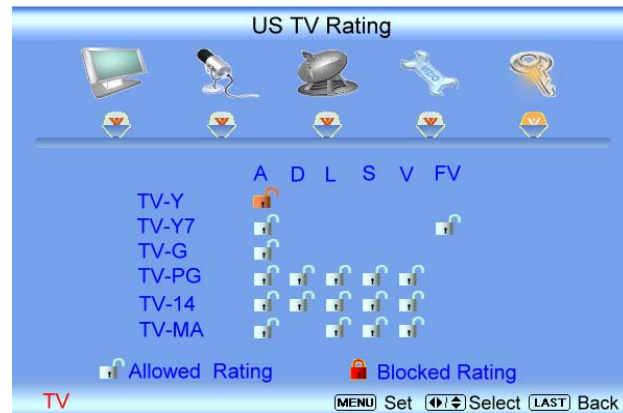 US TV Rating
VIZIO
A D L S V FV
TV-Y
TV-Y7
TV-G
TV-PG
TV-14
TV-MA
Allowed Rating Blocked Rating
TV MENU Set Select LAST Back